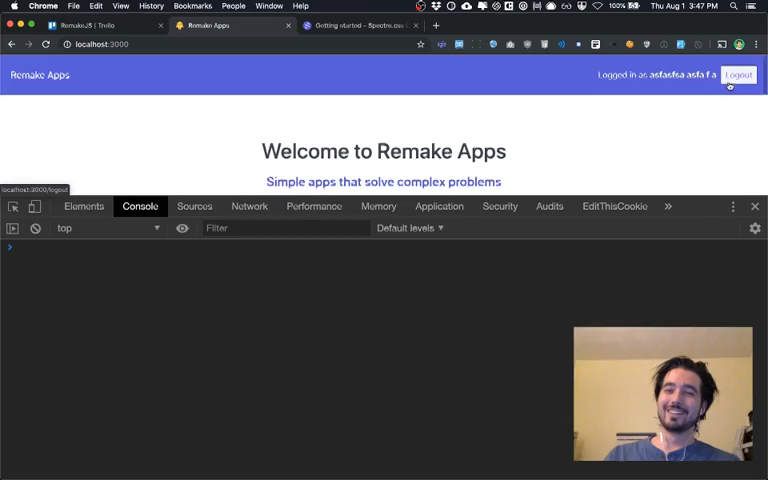 Chrome File Edit View History Bookmarks People Window Help 100% Thu Aug 1 3:47 PM
RemakeJS | Trello Remake Apps Getting started - Spectre.css
localhost:3000
Remake Apps Logged in as asfasfsa asfa f a Logout
Welcome to Remake Apps
Simple apps that solve complex problems
localhost:3000/logout
Elements Console Sources Network Performance Memory Application Security Audits EditThisCookie
top Filter Default levels